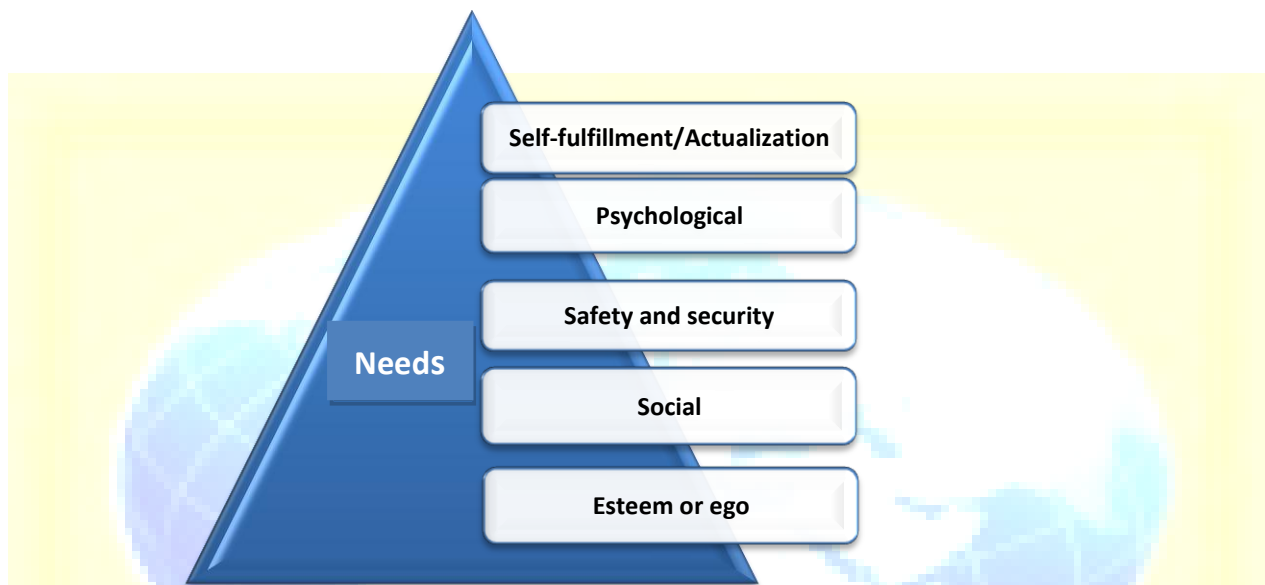 Self-fulfillment/Actualization
Psychological
Safety and security
Needs
Social
Esteem or ego